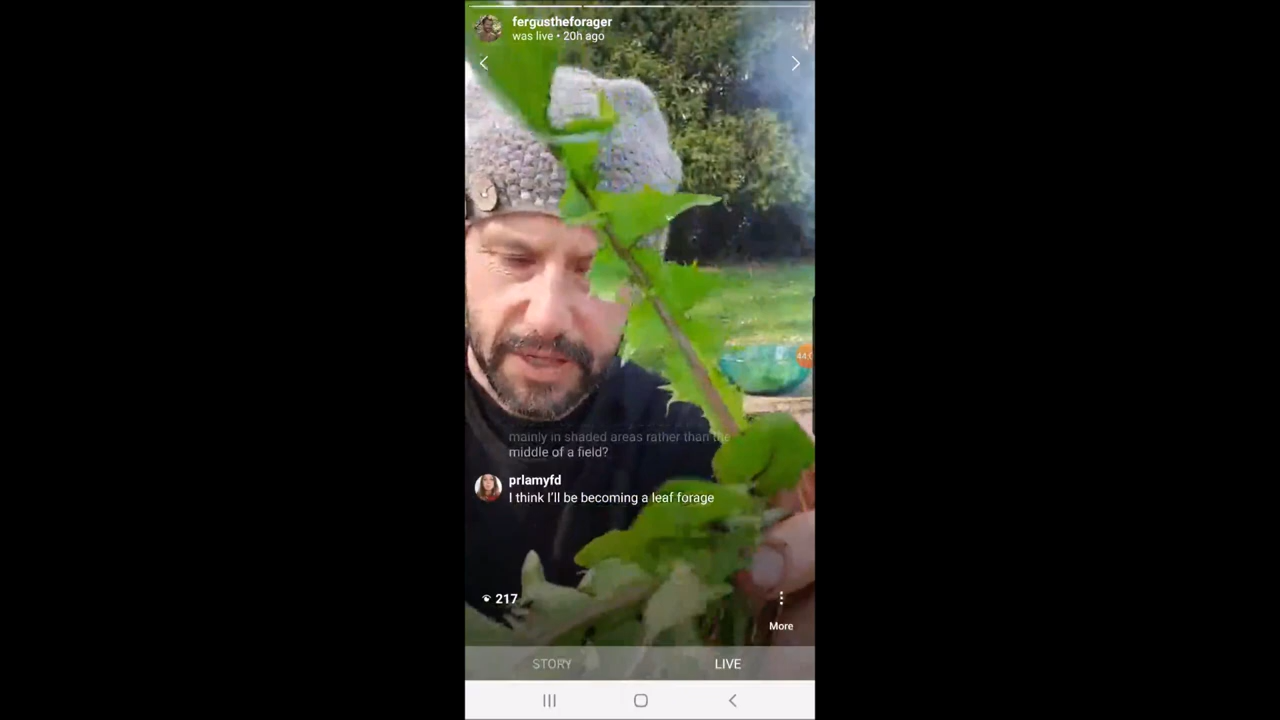 fergustheforager
was live • 20h ago
mainly in shaded areas rather than the
middle of a field?
prlamyfd
I think I'll be becoming a leaf forage
217
More
STORY
LIVE